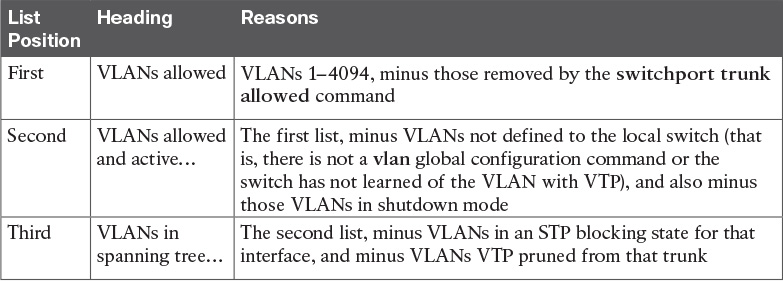 List Position Heading Reasons
First VLANs allowed VLANs 1–4094, minus those removed by the switchport trunk
allowed command
Second VLANs allowed and active… The first list, minus VLANs not defined to the local switch (that
is, there is not a vlan global configuration command or the
switch has not learned of the VLAN with VTP), and also minus
those VLANs in shutdown mode
Third VLANs in spanning tree… The second list, minus VLANs in an STP blocking state for that
interface, and minus VLANs VTP pruned from that trunk